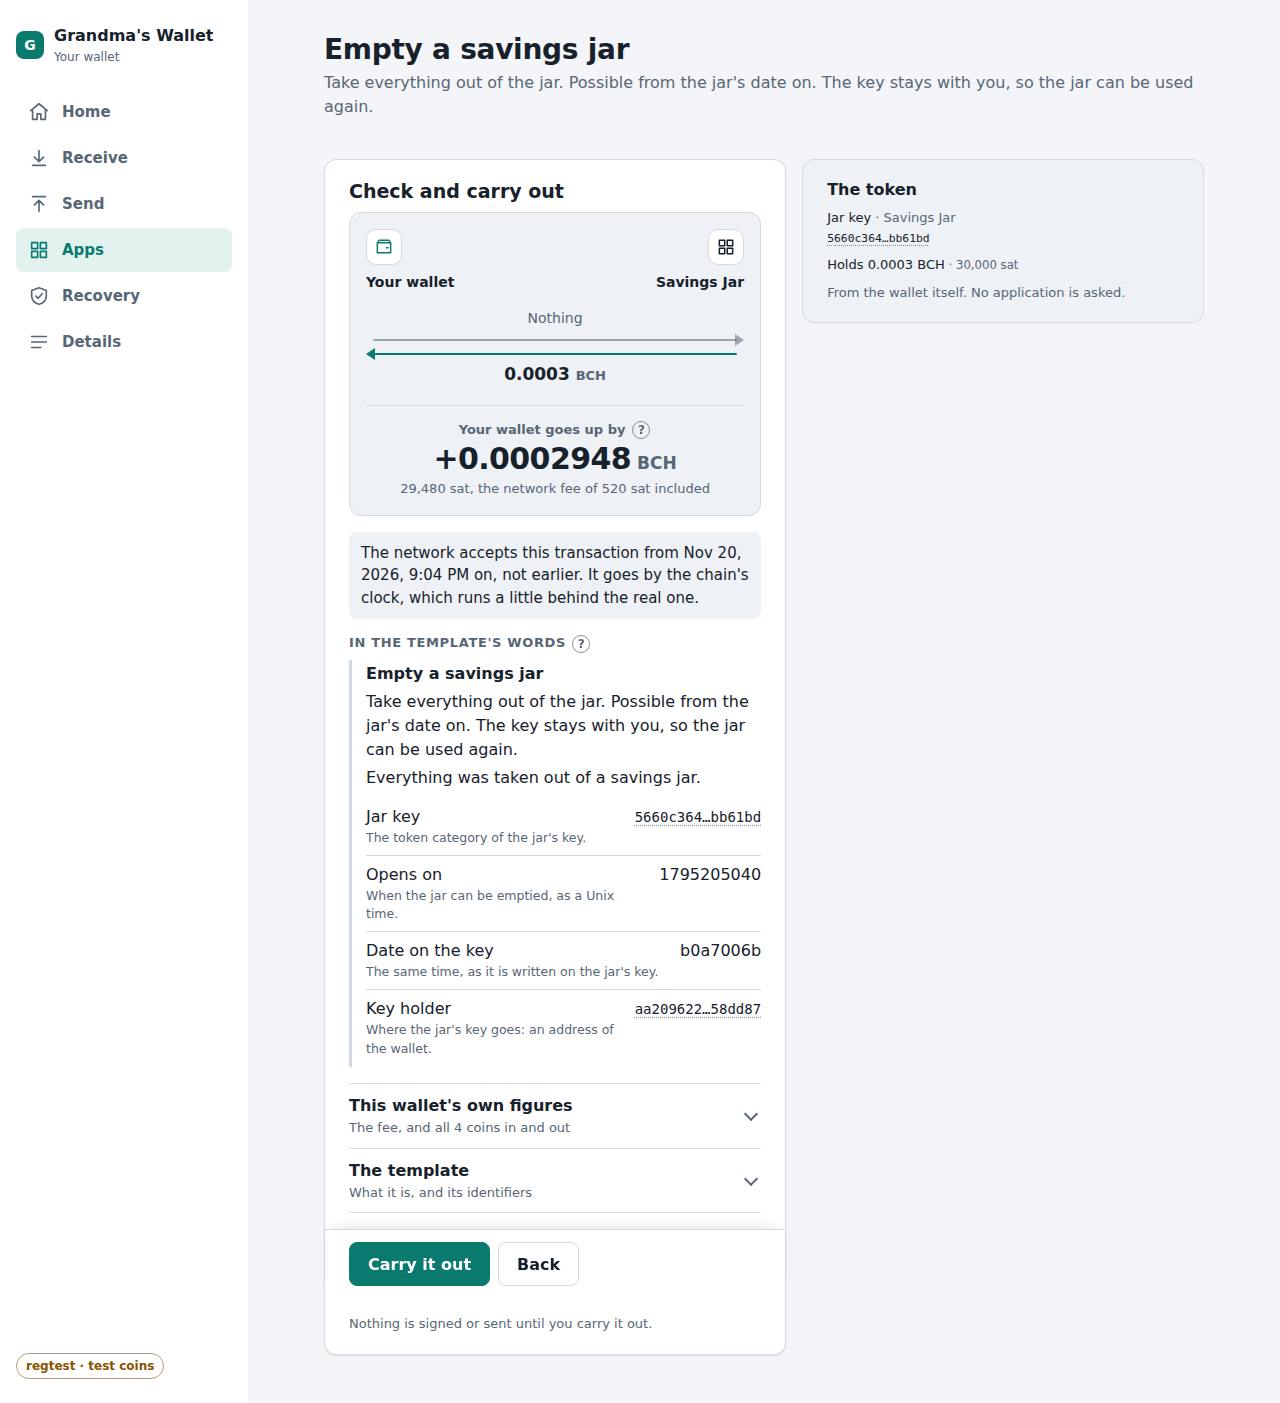 G
Grandma's Wallet
Your wallet
Home
Receive
Send
Apps
Recovery
Details
regtest · test coins
Empty a savings jar
Take everything out of the jar. Possible from the jar's date on. The key stays with you, so the jar can be used
again.
Check and carry out
Your wallet
Savings Jar
Nothing
0.0003 BCH
Your wallet goes up by ?
+0.0002948 BCH
29,480 sat, the network fee of 520 sat included
The network accepts this transaction from Nov 20,
2026, 9:04 PM on, not earlier. It goes by the chain's
clock, which runs a little behind the real one.
IN THE TEMPLATE'S WORDS ?
Empty a savings jar
Take everything out of the jar. Possible from the
jar's date on. The key stays with you, so the jar
can be used again.
Everything was taken out of a savings jar.
Jar key
5660c364…bb61bd
The token category of the jar's key.
Opens on
1795205040
When the jar can be emptied, as a Unix
time.
Date on the key
b0a7006b
The same time, as it is written on the jar's key.
Key holder
aa209622…58dd87
Where the jar's key goes: an address of
the wallet.
This wallet's own figures
The fee, and all 4 coins in and out
The template
What it is, and its identifiers
Carry it out
Back
Nothing is signed or sent until you carry it out.
The token
Jar key · Savings Jar
5660c364…bb61bd
Holds 0.0003 BCH · 30,000 sat
From the wallet itself. No application is asked.